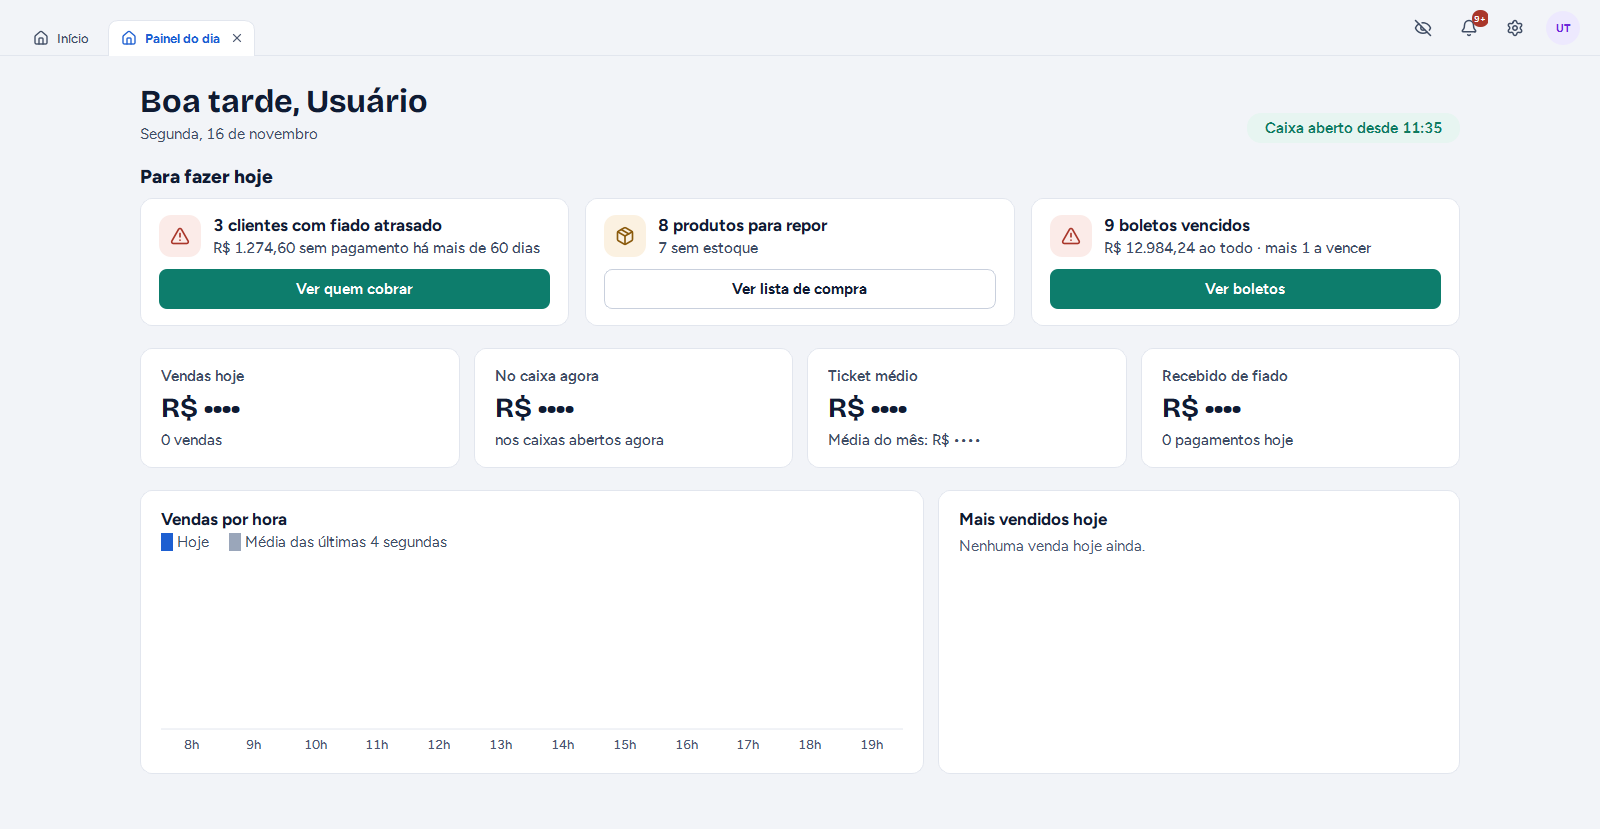 Início
Painel do dia
9+
UT
Boa tarde, Usuário
Segunda, 16 de novembro
Caixa aberto desde 11:35
Para fazer hoje
3 clientes com fiado atrasado
R$ 1.274,60 sem pagamento há mais de 60 dias
Ver quem cobrar
8 produtos para repor
7 sem estoque
Ver lista de compra
9 boletos vencidos
R$ 12.984,24 ao todo · mais 1 a vencer
Ver boletos
Vendas hoje
R$ ••••
0 vendas
No caixa agora
R$ ••••
nos caixas abertos agora
Ticket médio
R$ ••••
Média do mês: R$ ••••
Recebido de fiado
R$ ••••
0 pagamentos hoje
Vendas por hora
Hoje Média das últimas 4 segundas
8h 9h 10h 11h 12h 13h 14h 15h 16h 17h 18h 19h
Mais vendidos hoje
Nenhuma venda hoje ainda.